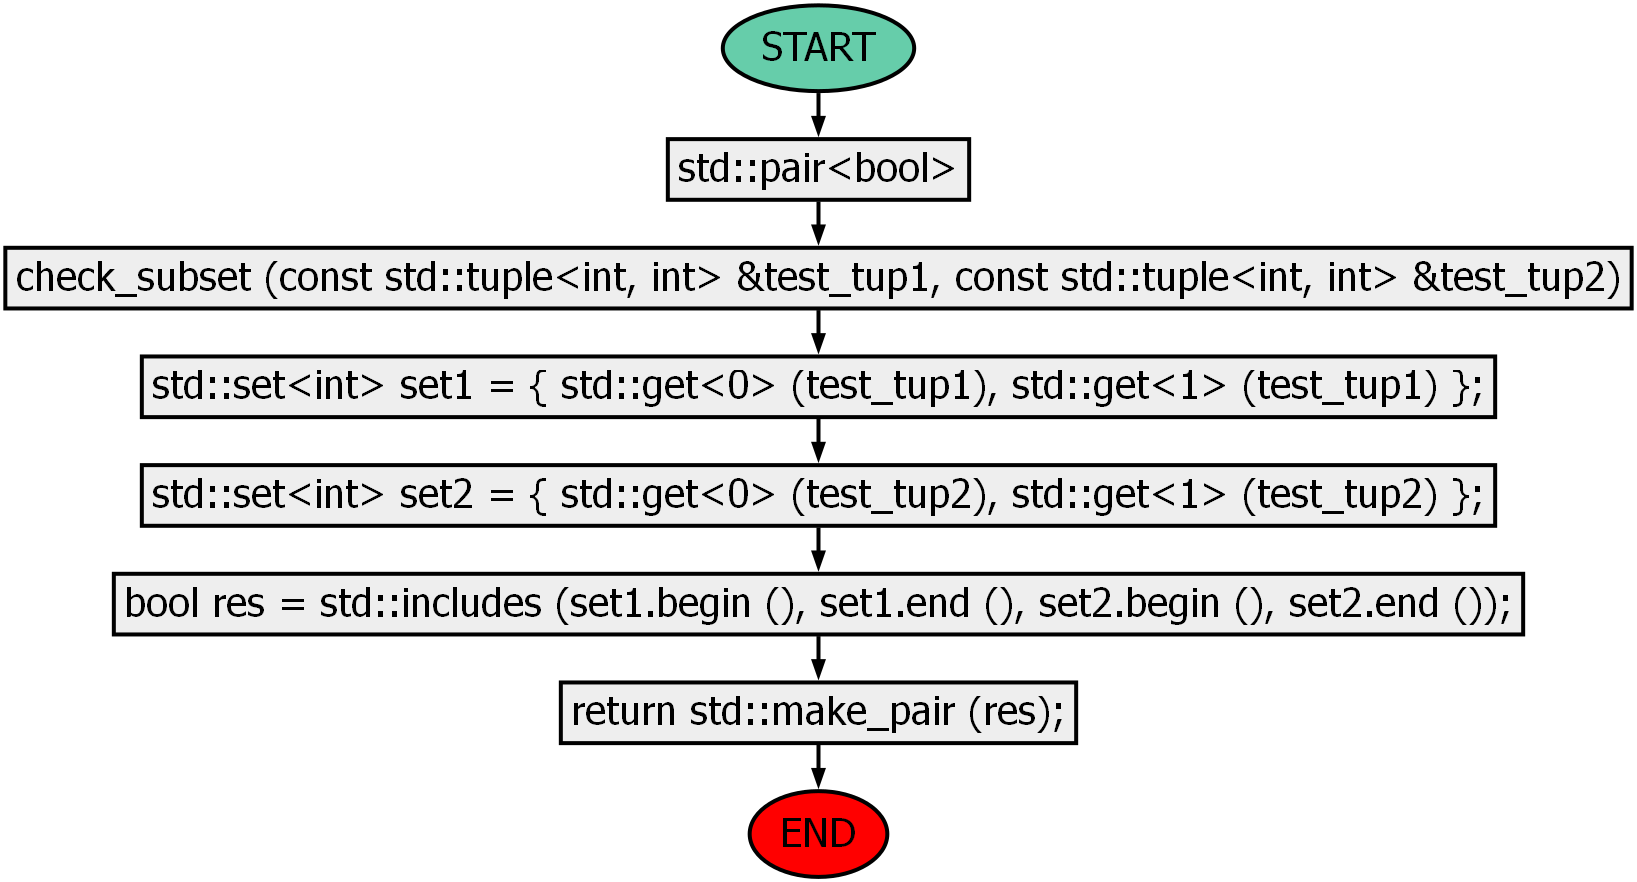 START
std::pair<bool>
check_subset (const std::tuple<int, int> &test_tup1, const std::tuple<int, int> &test_tup2)
std::set<int> set1 = { std::get<0> (test_tup1), std::get<1> (test_tup1) };
std::set<int> set2 = { std::get<0> (test_tup2), std::get<1> (test_tup2) };
bool res = std::includes (set1.begin (), set1.end (), set2.begin (), set2.end ());
return std::make_pair (res);
END